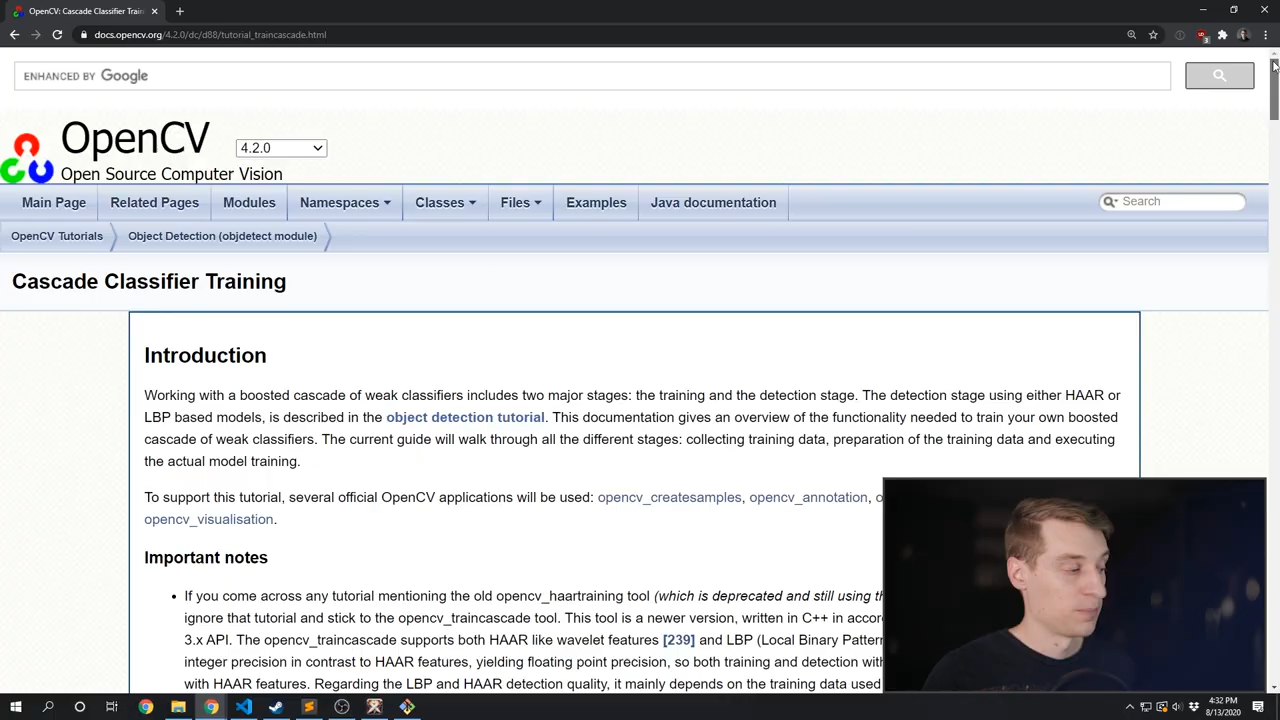 OpenCV: Cascade Classifier Train
docs.opencv.org/4.2.0/dc/d88/tutorial_traincascade.html
ENHANCED BY Google
OpenCV 4.2.0
Open Source Computer Vision
Main Page Related Pages Modules Namespaces Classes Files Examples Java documentation Search
OpenCV Tutorials Object Detection (objdetect module)
Cascade Classifier Training
Introduction
Working with a boosted cascade of weak classifiers includes two major stages: the training and the detection stage. The detection stage using either HAAR or
LBP based models, is described in the object detection tutorial. This documentation gives an overview of the functionality needed to train your own boosted
cascade of weak classifiers. The current guide will walk through all the different stages: collecting training data, preparation of the training data and executing
the actual model training.
To support this tutorial, several official OpenCV applications will be used: opencv_createsamples, opencv_annotation,
opencv_visualisation.
Important notes
• If you come across any tutorial mentioning the old opencv_haartraining tool (which is deprecated and still using
ignore that tutorial and stick to the opencv_traincascade tool. This tool is a newer version, written in C++ in
3.x API. The opencv_traincascade supports both HAAR like wavelet features [239] and LBP (Local Binary
integer precision in contrast to HAAR features, yielding floating point precision, so both training and detection
with HAAR features. Regarding the LBP and HAAR detection quality, it mainly depends on the training data used
4:32 PM
8/13/2020